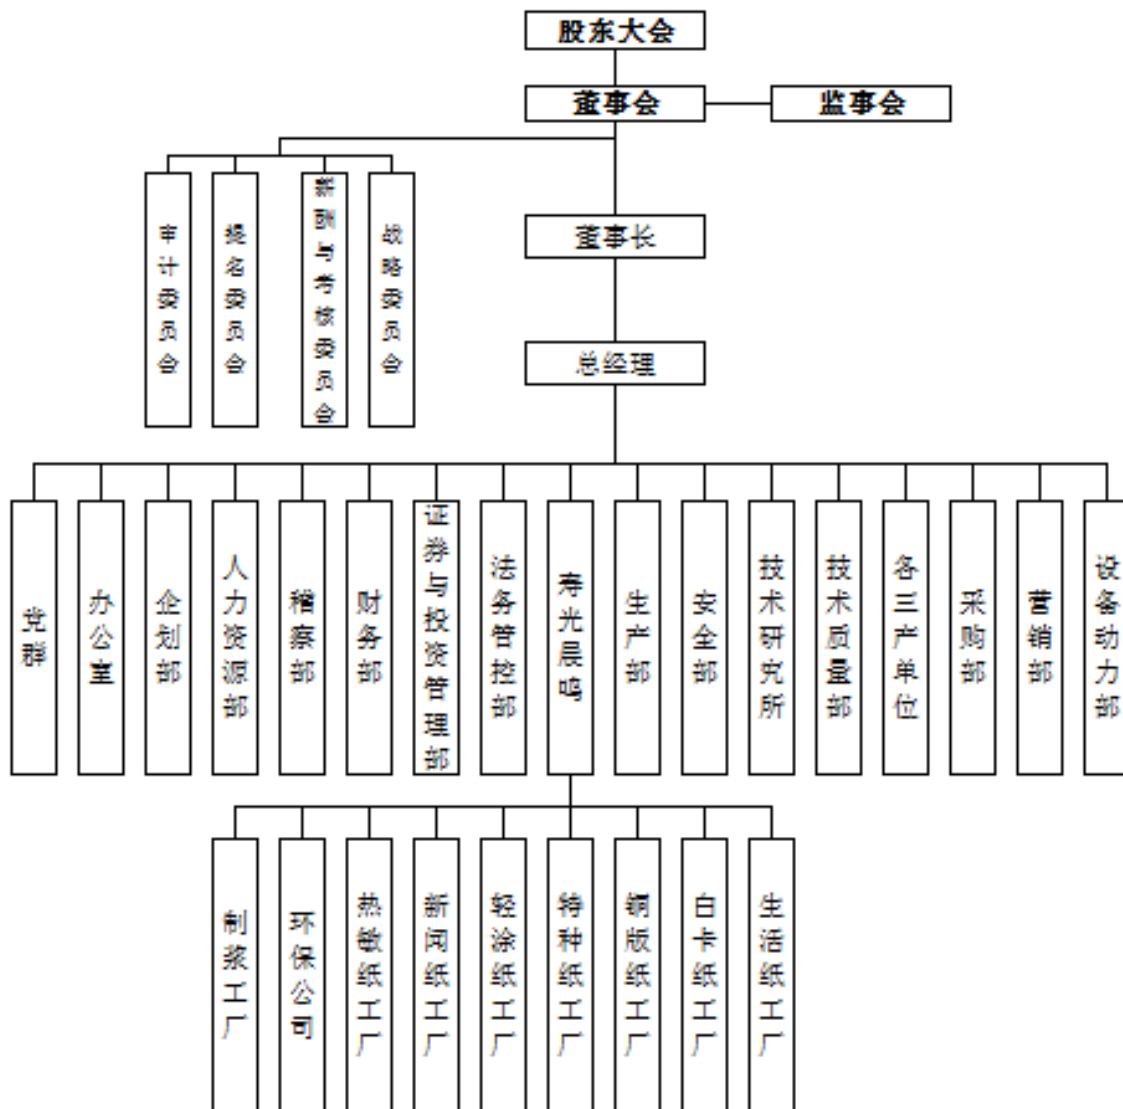 股东大会
董事会
监事会
审计委员会
提名委员会
薪酬与考核委员会
战略委员会
董事长
总经理
党群
办公室
企划部
人力资源部
稽察部
财务部
证券与投资管理部
法务管控部
寿光晨鸣
生产部
安全部
技术研究所
技术质量部
各三产单位
采购部
营销部
设备动力部
制浆工厂
环保公司
热敏纸工厂
新闻纸工厂
轻涂纸工厂
特种纸工厂
铜版纸工厂
白卡纸工厂
生活纸工厂